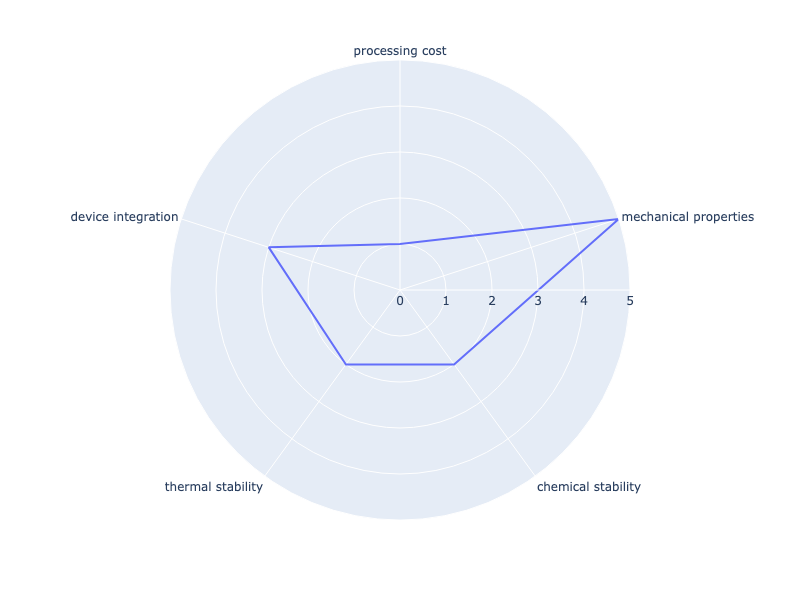 processing cost
device integration
mechanical properties
0 1 2 3 4 5
thermal stability
chemical stability